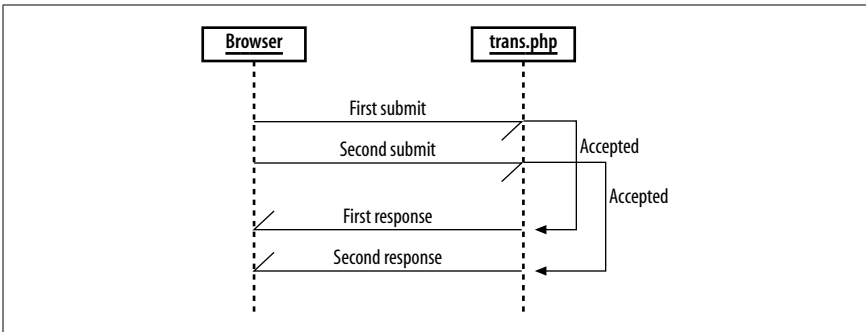 Browser
trans.php
First submit
Second submit
Accepted
Accepted
First response
Second response